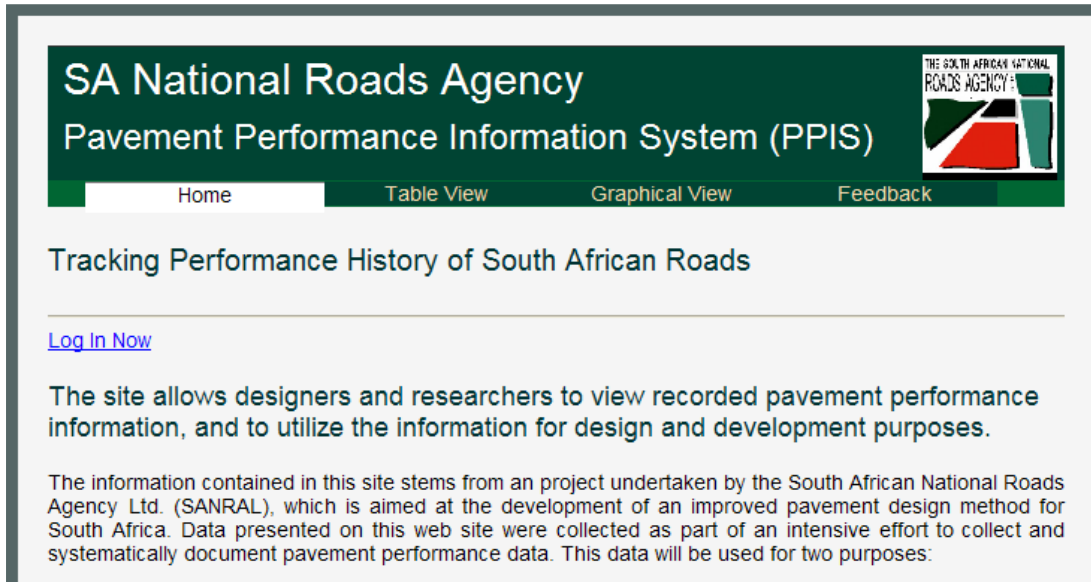 SA National Roads Agency
THE SOUTH AFRICAN NATIONAL
ROADS AGENCY
Pavement Performance Information System (PPIS)
Home Table View Graphical View Feedback
Tracking Performance History of South African Roads
Log In Now
The site allows designers and researchers to view recorded pavement performance
information, and to utilize the information for design and development purposes.
The information contained in this site stems from an project undertaken by the South African National Roads
Agency Ltd. (SANRAL), which is aimed at the development of an improved pavement design method for
South Africa. Data presented on this web site were collected as part of an intensive effort to collect and
systematically document pavement performance data. This data will be used for two purposes: